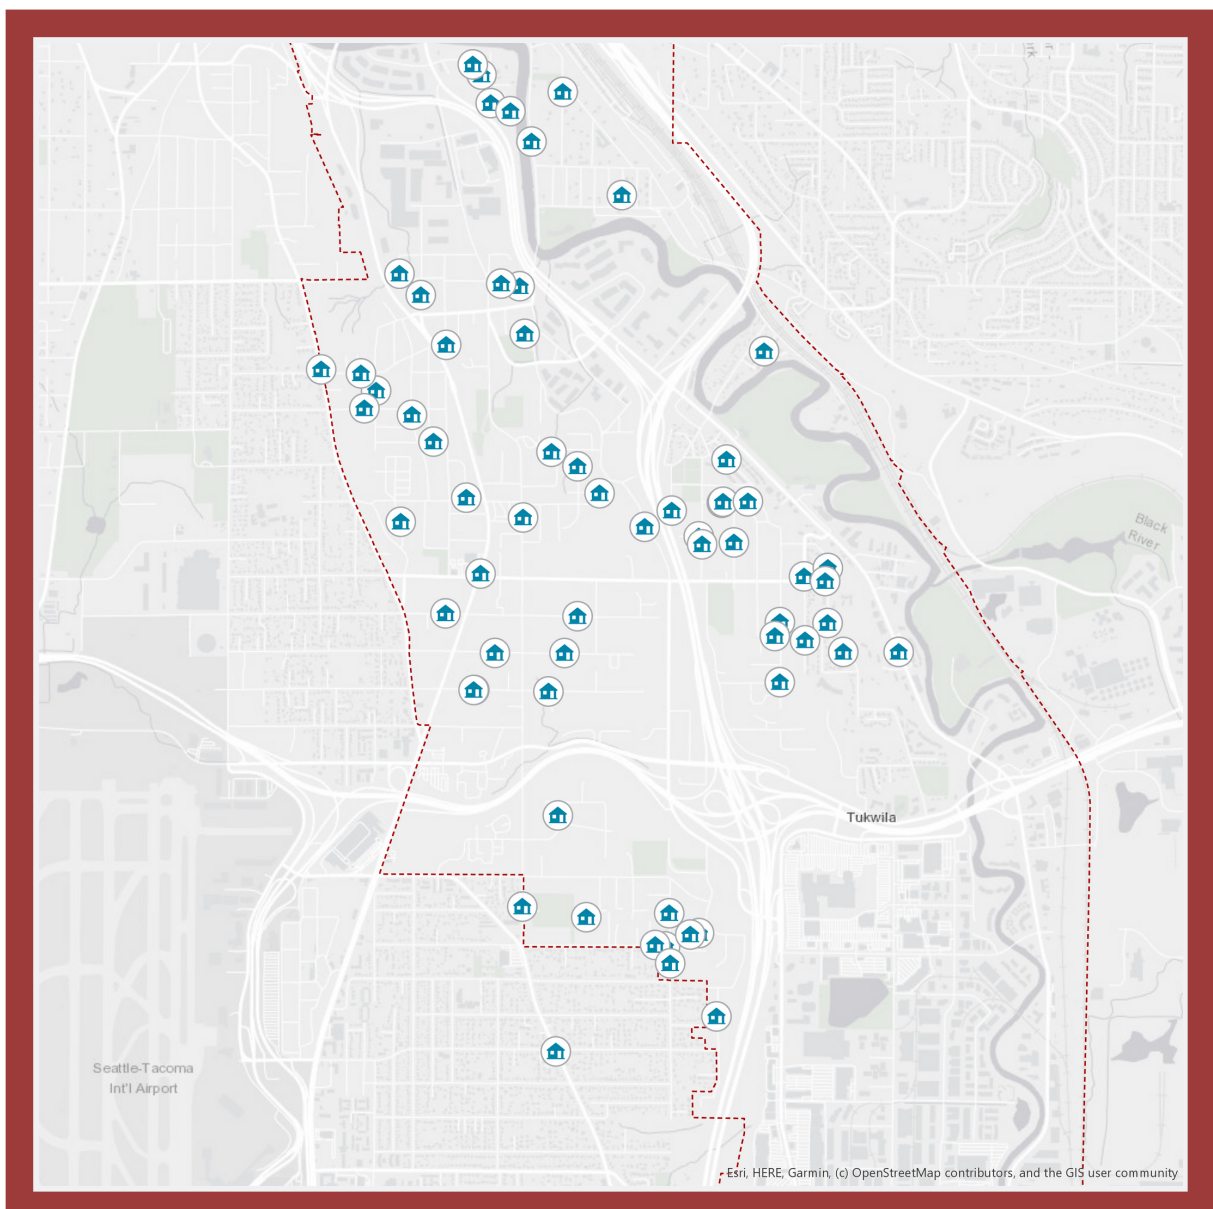 Black
River
Tukwila
Seattle-Tacoma
Int'l Airport
Esri, HERE, Garmin, (c) OpenStreetMap contributors, and the GIS user community